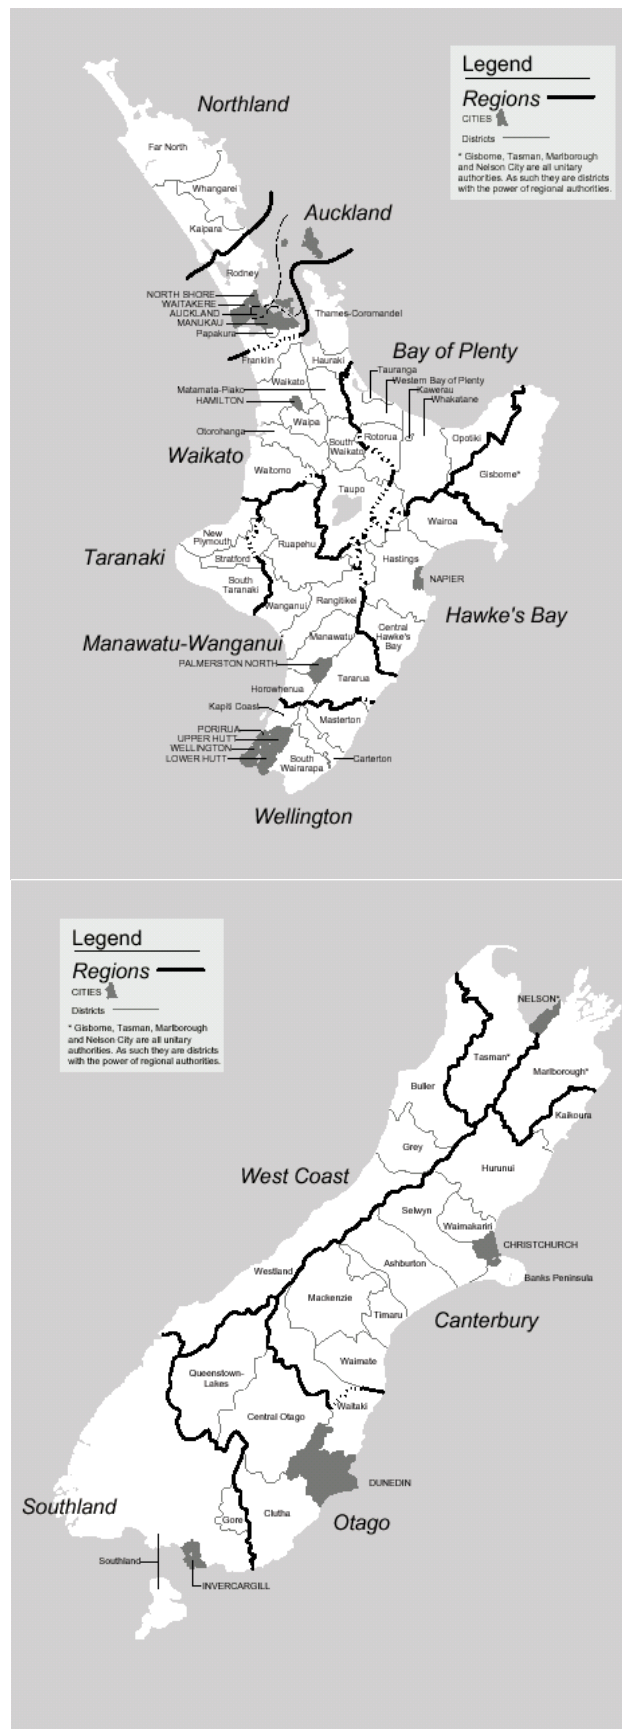 Legend
Regions
CITIES
Districts
* Gisborne, Tasman, Marlborough
and Nelson City are all unitary
authorities. As such they are districts
with the power of regional authorities.
Northland
Far North
Whangarei
Kaipara
Auckland
Rodney
NORTH SHORE
WAITAKERE
AUCKLAND
MANUKAU
Papakura
Thames-Coromandel
Franklin
Hauraki
Bay of Plenty
Tauranga
Western Bay of Plenty
Kawerau
Whakatane
Waikato
Matamata-Piako
HAMILTON
Waipa
Otorohanga
South
Waikato
Rotorua
Opotiki
Gisborne*
Waikato
Waitomo
Taupo
Wairoa
New
Plymouth
Ruapehu
Taranaki
Stratford
Hastings
South
Taranaki
NAPIER
Wanganui
Rangitikei
Hawke's Bay
Central
Hawke's
Bay
Manawatu-Wanganui
Manawatu
PALMERSTON NORTH
Tararua
Horowhenua
Kapiti Coast
Masterton
PORIRUA
UPPER HUTT
WELLINGTON
LOWER HUTT
South
Wairarapa
Carterton
Wellington
Legend
Regions
CITIES
Districts
* Gisborne, Tasman, Marlborough
and Nelson City are all unitary
authorities. As such they are districts
with the power of regional authorities.
NELSON*
Tasman*
Marlborough*
Buller
Kaikoura
Grey
Hurunui
West Coast
Selwyn
Waimakariri
CHRISTCHURCH
Ashburton
Westland
Banks Peninsula
Mackenzie
Timaru
Canterbury
Waimate
Queenstown-
Lakes
Waitaki
Central Otago
DUNEDIN
Southland
Gore
Clutha
Otago
Southland
INVERCARGILL